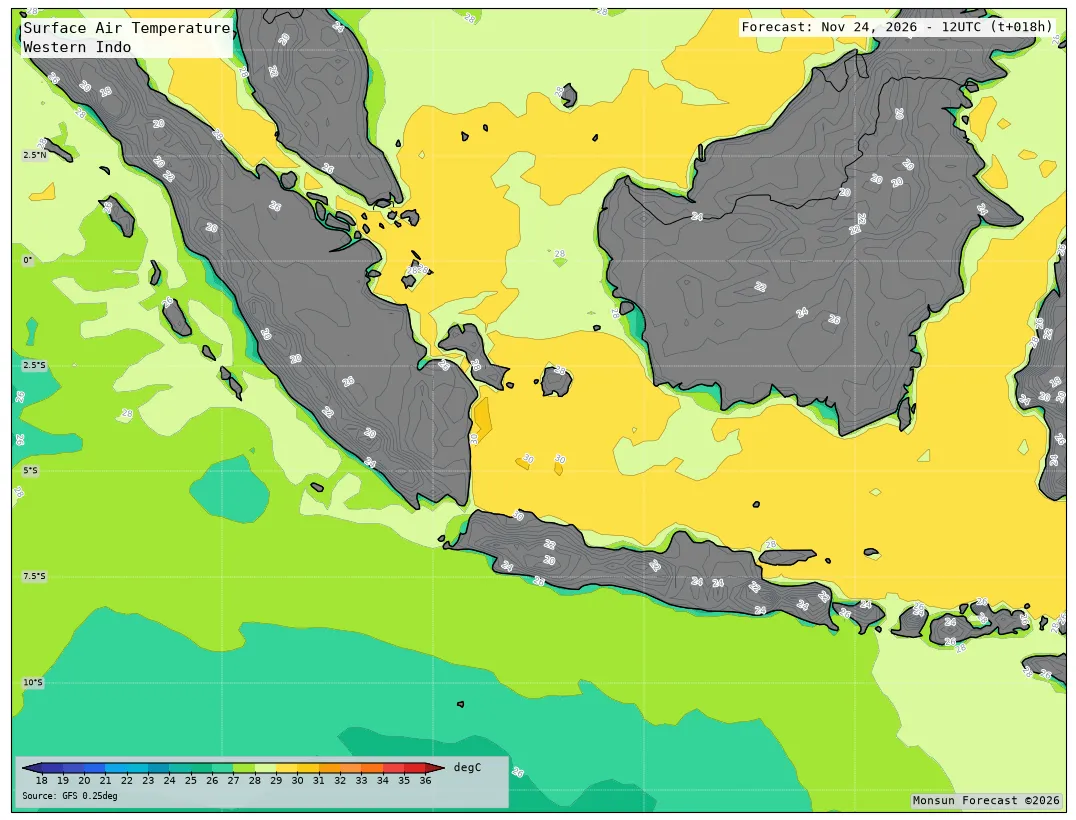 Surface Air Temperature
Western Indo
Forecast: Nov 24, 2026 - 12UTC (t+018h)
2.5°N
0°
2.5°S
5°S
7.5°S
10°S
18 19 20 21 22 23 24 25 26 27 28 29 30 31 32 33 34 35 36
degC
Source: GFS 0.25deg
Monsun Forecast ©2026